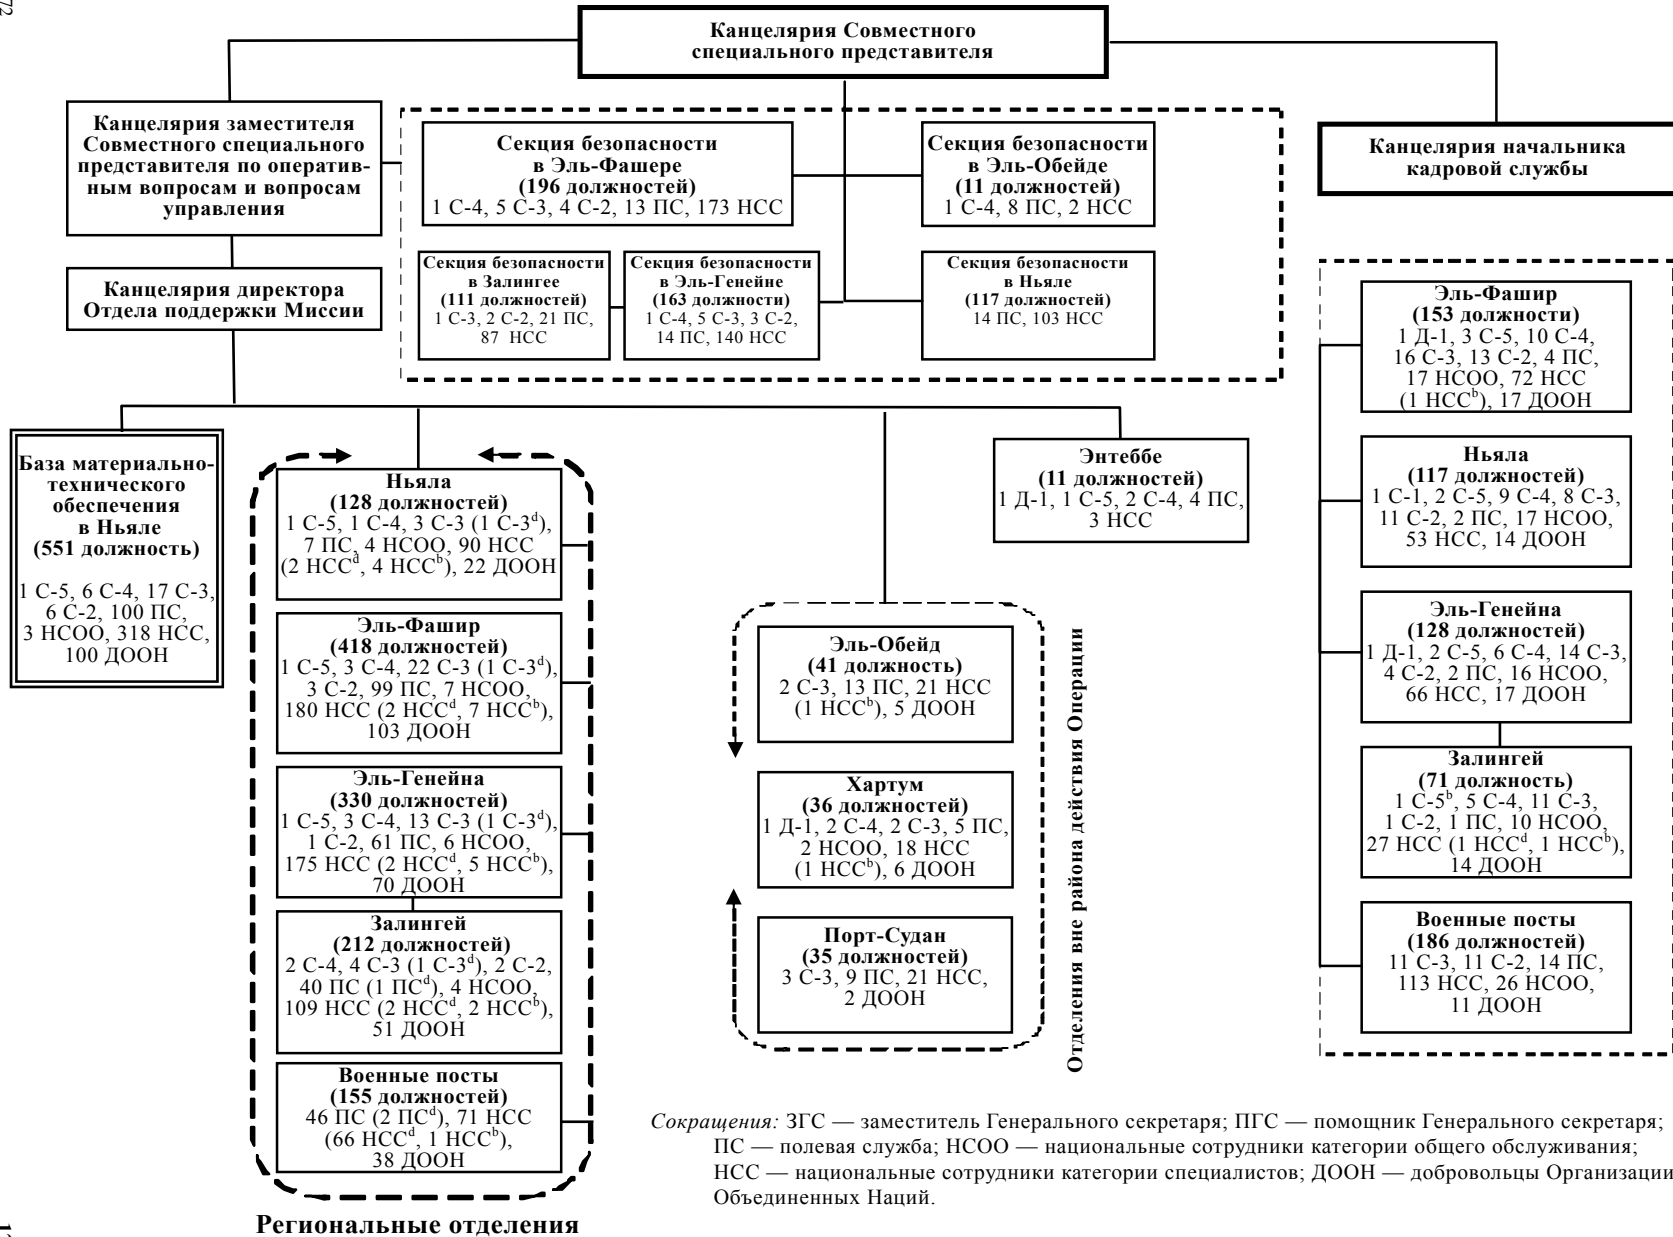 72
Канцелярия Совместного
специального представителя
Канцелярия заместителя
Совместного специального
представителя по оператив-
ным вопросам и вопросам
управления
Секция безопасности
в Эль-Фашере
(196 должностей)
1 С-4, 5 С-3, 4 С-2, 13 ПС, 173 НСС
Секция безопасности
в Эль-Обейде
(11 должностей)
1 С-4, 8 ПС, 2 НСС
Канцелярия начальника
кадровой службы
Канцелярия директора
Отдела поддержки Миссии
Секция безопасности
в Залингее
(111 должностей)
1 С-3, 2 С-2, 21 ПС,
87 НСС
Секция безопасности
в Эль-Генейне
(163 должности)
1 С-4, 5 С-3, 3 С-2,
14 ПС, 140 НСС
Секция безопасности
в Ньяле
(117 должностей)
14 ПС, 103 НСС
База материально-
технического
обеспечения
в Ньяле
(551 должность)
1 С-5, 6 С-4, 17 С-3,
6 С-2, 100 ПС,
3 НСОО, 318 НСС,
100 ДООН
Ньяла
(128 должностей)
1 С-5, 1 С-4, 3 С-3 (1 С-3d),
7 ПС, 4 НСОО, 90 НСС
(2 НССd, 4 НССb), 22 ДООН
Эль-Фашир
(418 должностей)
1 С-5, 3 С-4, 22 С-3 (1 С-3d),
3 С-2, 99 ПС, 7 НСОО,
180 НСС (2 НССd, 7 НССb),
103 ДООН
Эль-Генейна
(330 должностей)
1 С-5, 3 С-4, 13 С-3 (1 С-3d),
1 С-2, 61 ПС, 6 НСОО,
175 НСС (2 НССd, 5 НССb),
70 ДООН
Залингей
(212 должностей)
2 С-4, 4 С-3 (1 С-3d), 2 С-2,
40 ПС (1 ПСd), 4 НСОО,
109 НСС (2 НССd, 2 НССb),
51 ДООН
Военные посты
(155 должностей)
46 ПС (2 ПСd), 71 НСС
(66 НССd, 1 НССb),
38 ДООН
Региональные отделения
Энтеббе
(11 должностей)
1 Д-1, 1 С-5, 2 С-4, 4 ПС,
3 НСС
Эль-Обейд
(41 должность)
2 С-3, 13 ПС, 21 НСС
(1 НССb), 5 ДООН
Хартум
(36 должностей)
1 Д-1, 2 С-4, 2 С-3, 5 ПС,
2 НСОО, 18 НСС
(1 НССb), 6 ДООН
Порт-Судан
(35 должностей)
3 С-3, 9 ПС, 21 НСС,
2 ДООН
Отделения вне района действия Операции
Эль-Фашир
(153 должности)
1 Д-1, 3 С-5, 10 С-4,
16 С-3, 13 С-2, 4 ПС,
17 НСОО, 72 НСС
(1 НССb), 17 ДООН
Ньяла
(117 должностей)
1 С-1, 2 С-5, 9 С-4, 8 С-3,
11 С-2, 2 ПС, 17 НСОО,
53 НСС, 14 ДООН
Эль-Генейна
(128 должностей)
1 Д-1, 2 С-5, 6 С-4, 14 С-3,
4 С-2, 2 ПС, 16 НСОО,
66 НСС, 17 ДООН
Залингей
(71 должность)
1 С-5b, 5 С-4, 11 С-3,
1 С-2, 1 ПС, 10 НСОО,
27 НСС (1 НССd, 1 НССb),
14 ДООН
Военные посты
(186 должностей)
11 С-3, 11 С-2, 14 ПС,
113 НСС, 26 НСОО,
11 ДООН
Сокращения: ЗГС — заместитель Генерального секретаря; ПГС — помощник Генерального секретаря;
ПС — полевая служба; НСОО — национальные сотрудники категории общего обслуживания;
НСС — национальные сотрудники категории специалистов; ДООН — добровольцы Организации
Объединенных Наций.